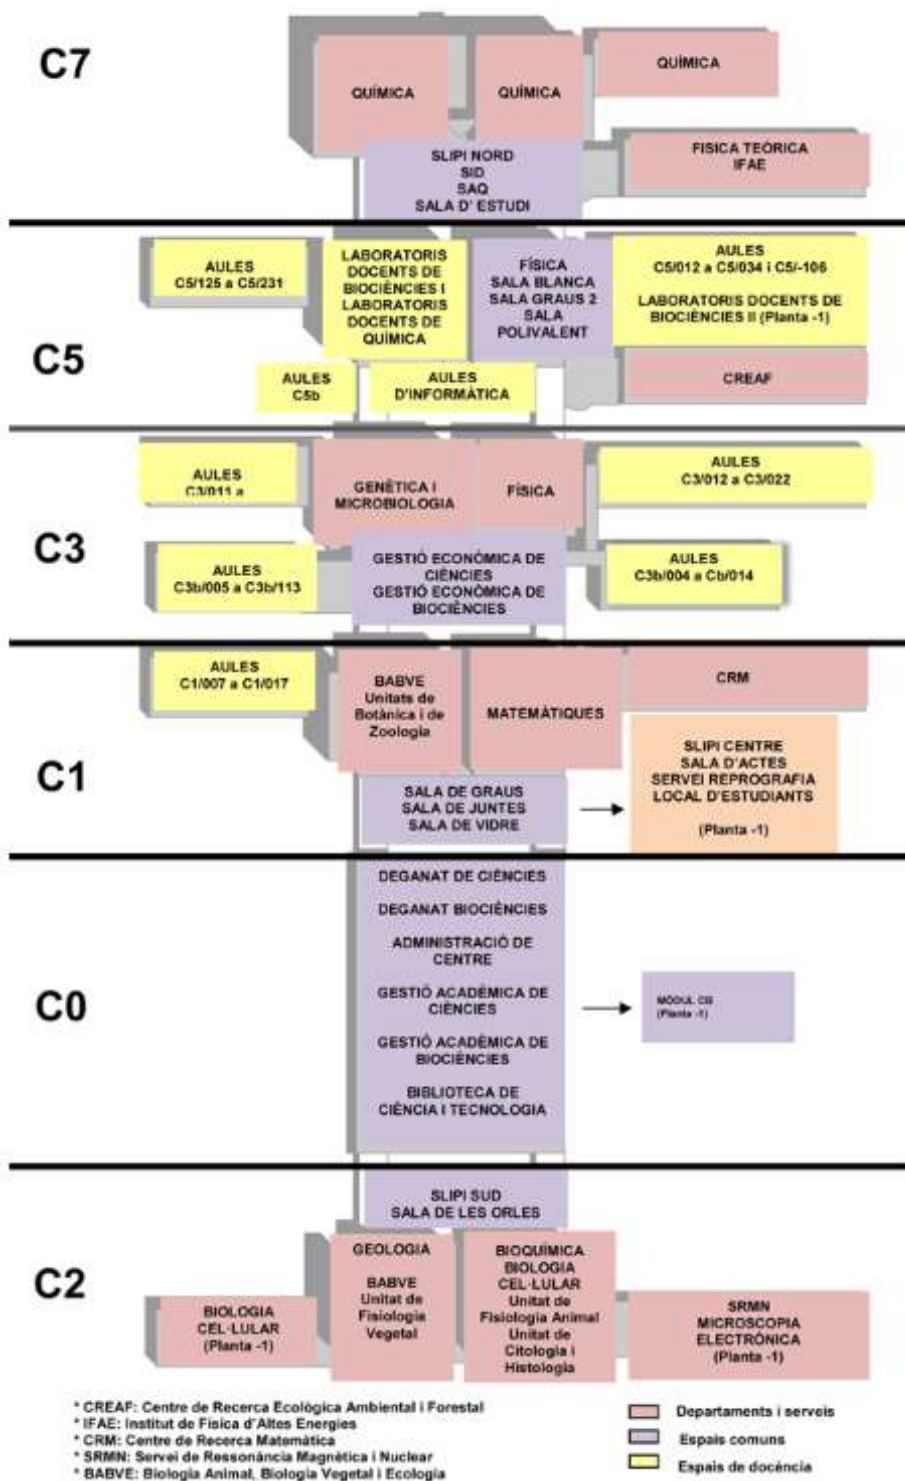 C7
QUÍMICA
QUÍMICA
QUÍMICA
SLIPI NORD
SID
SAQ
SALA D' ESTUDI
FISICA TEÒRICA
IFAE
C5
AULES
C5/125 a C5/231
LABORATORIS
DOCENTS DE
BIOCIÈNCIES I
LABORATORIS
DOCENTS DE
QUÍMICA
FÍSICA
SALA BLANCA
SALA GRAUS 2
SALA
POLIVALENT
AULES
C5/012 a C5/034 i C5/-106
LABORATORIS DOCENTS DE
BIOCIÈNCIES II (Planta -1)
AULES
C5b
AULES
D'INFORMÀTICA
CREAF
C3
AULES
C3/011 a
GENÈTICA I
MICROBIOLOGIA
FÍSICA
AULES
C3/012 a C3/022
AULES
C3b/005 a C3b/113
GESTIÓ ECONÒMICA DE
CIÈNCIES
GESTIÓ ECONÒMICA DE
BIOCIÈNCIES
AULES
C3b/004 a Cb/014
C1
AULES
C1/007 a C1/017
BABVE
Unitats de
Botànica i de
Zoologia
MATEMÀTIQUES
CRM
SALA DE GRAUS
SALA DE JUNTES
SALA DE VIDRE
SLIPI CENTRE
SALA D'ACTES
SERVEI REPROGRAFIA
LOCAL D'ESTUDIANTS
(Planta -1)
C0
DEGANAT DE CIÈNCIES
DEGANAT BIOCIÈNCIES
ADMINISTRACIÓ DE
CENTRE
GESTIÓ ACADÈMICA DE
CIÈNCIES
GESTIÓ ACADÈMICA DE
BIOCIÈNCIES
BIBLIOTECA DE
CIÈNCIA I TECNOLOGIA
MÒDUL
(Planta -1)
C2
SLIPI SUD
SALA DE LES ORLES
BIOLOGIA
CEL·LULAR
(Planta -1)
GEOLOGIA
BABVE
Unitat de
Fisiologia
Vegetal
BIOQUÍMICA
BIOLOGIA
CEL·LULAR
Unitat de
Fisiologia Animal
Unitat de
Citologia i
Histologia
SRMN
MICROSCOPIA
ELECTRÒNICA
(Planta -1)
* CREAF: Centre de Recerca Ecològica Ambiental i Forestal
* IFAE: Institut de Física d'Altes Energies
* CRM: Centre de Recerca Matemàtica
* SRMN: Servei de Ressonància Magnètica i Nuclear
* BABVE: Biologia Animal, Biologia Vegetal i Ecologia
Departaments i serveis
Espais comuns
Espais de docència